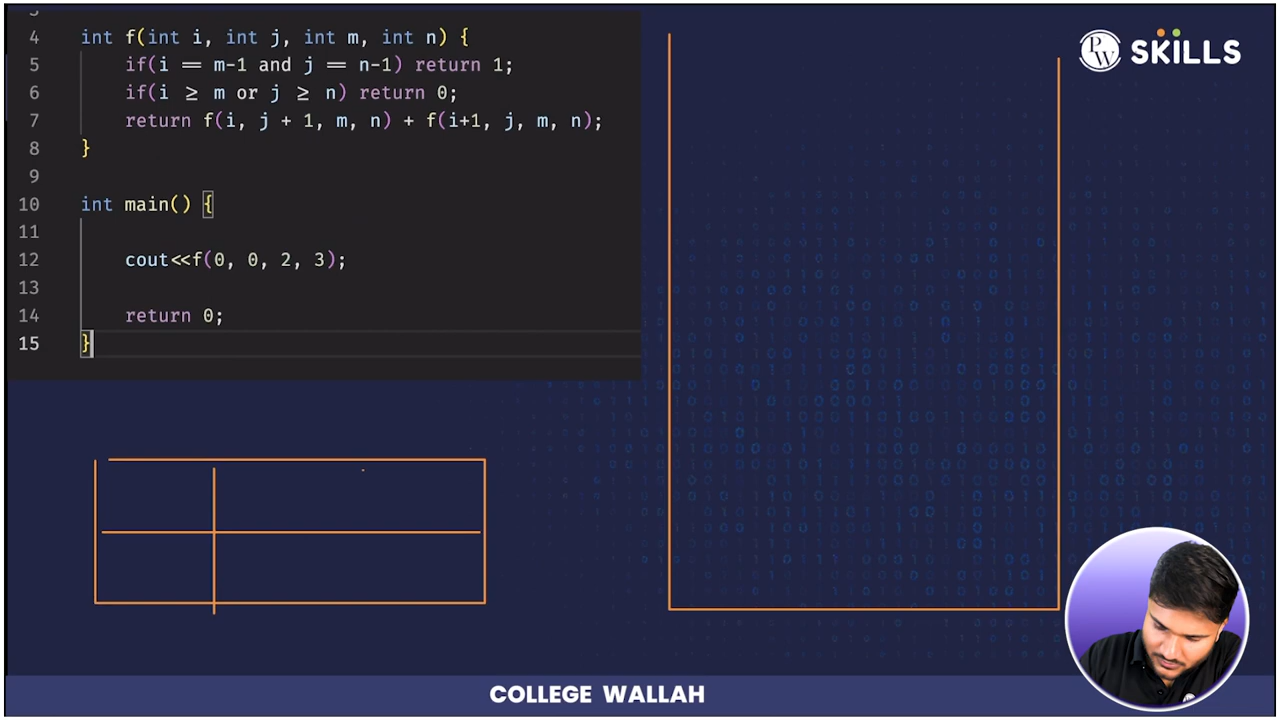 4 int f(int i, int j, int m, int n) {
5 if(i == m-1 and j == n-1) return 1;
6 if(i ≥ m or j ≥ n) return 0;
7 return f(i, j + 1, m, n) + f(i+1, j, m, n);
8 }
9
10 int main() {
11
12 cout<<f(0, 0, 2, 3);
13
14 return 0;
15 }
PW SKILLS
COLLEGE WALLAH